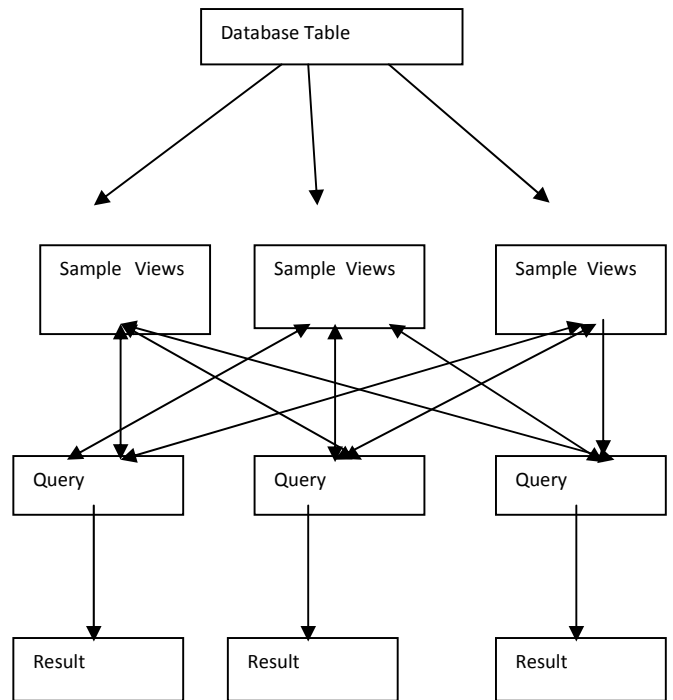 Database Table
Sample Views
Sample Views
Sample Views
Query
Query
Query
Result
Result
Result